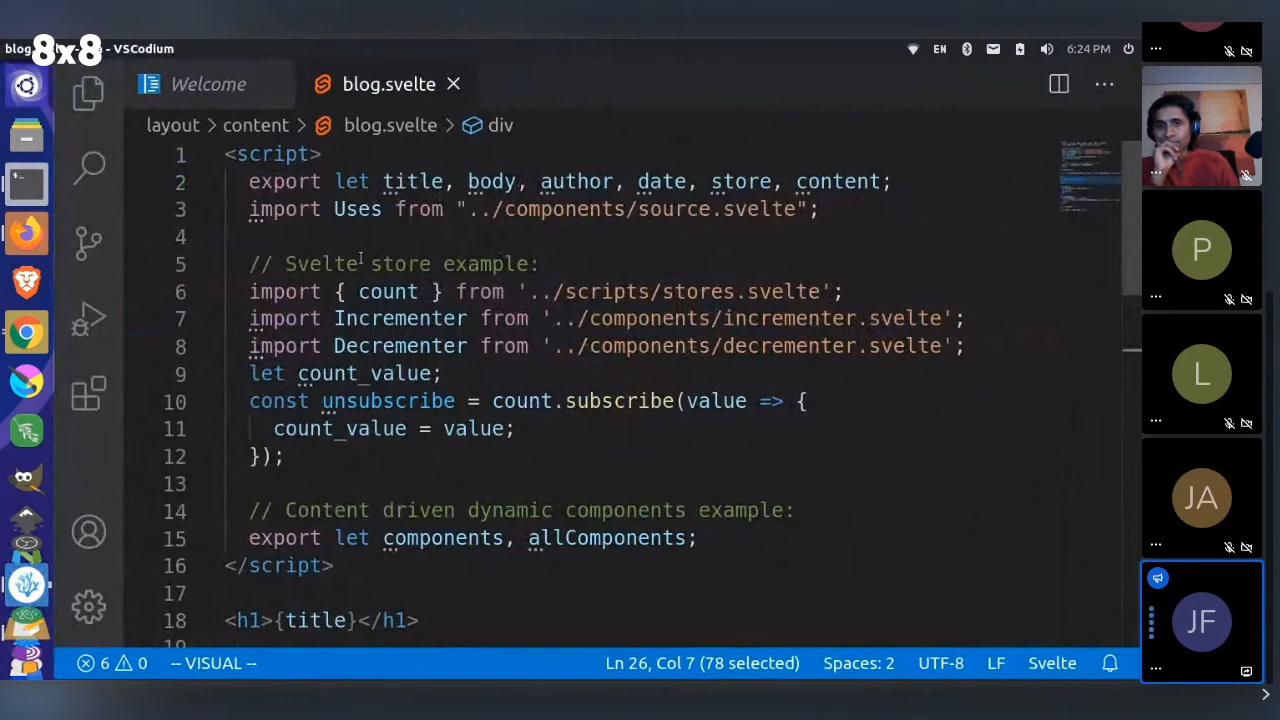 8x8
blog. - VSCodium
EN
6:24 PM
Welcome
blog.svelte
layout > content > blog.svelte > div
1 <script>
2 export let title, body, author, date, store, content;
3 import Uses from "../components/source.svelte";
4
5 // Svelte store example:
6 import { count } from '../scripts/stores.svelte';
7 import Incrementer from '../components/incrementer.svelte';
8 import Decrementer from '../components/decrementer.svelte';
9 let count_value;
10 const unsubscribe = count.subscribe(value => {
11 count_value = value;
12 });
13
14 // Content driven dynamic components example:
15 export let components, allComponents;
16 </script>
17
18 <h1>{title}</h1>
6 0 -- VISUAL -- Ln 26, Col 7 (78 selected) Spaces: 2 UTF-8 LF Svelte
P
L
JA
JF